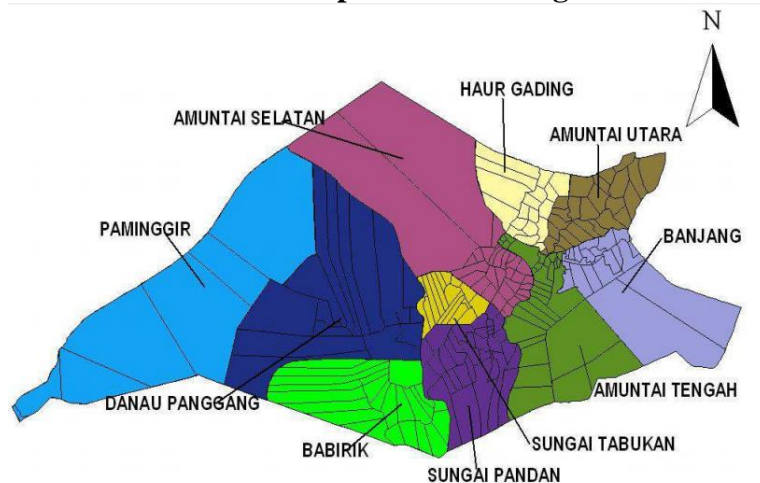 N
HAUR GADING
AMUNTAI SELATAN
AMUNTAI UTARA
PAMINGGIR
BANJANG
AMUNTAI TENGAH
DANAU PANGGANG
SUNGAI TABUKAN
BABIRIK
SUNGAI PANDAN